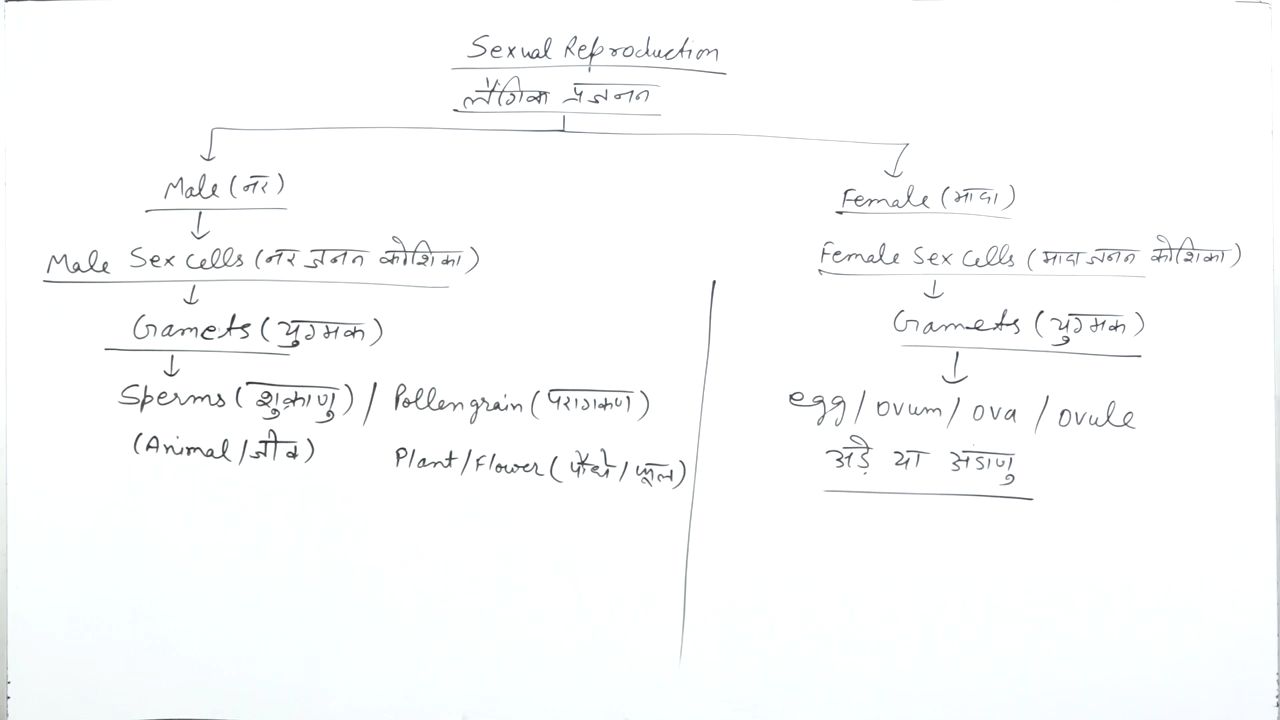 Sexual Reproduction
लैंगिक प्रजनन
Male (नर)
Male Sex cells (नर जनन कोशिका)
Gamets (युग्मक)
Sperms (शुक्राणु) / Pollengrain (परागकण)
(Animal/जीव)
Plant/Flower (पौधे/फूल)
Female (मादा)
Female Sex Cells (मादा जनन कोशिका)
Gamets (युग्मक)
egg/ovum/ova/ovule
अंडे या अंडाणु